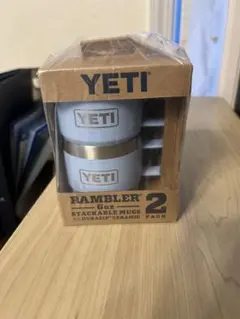 YETI
YETI
YETI
RAMBLER
6oz
STACKABLE MUGS
2
PACK